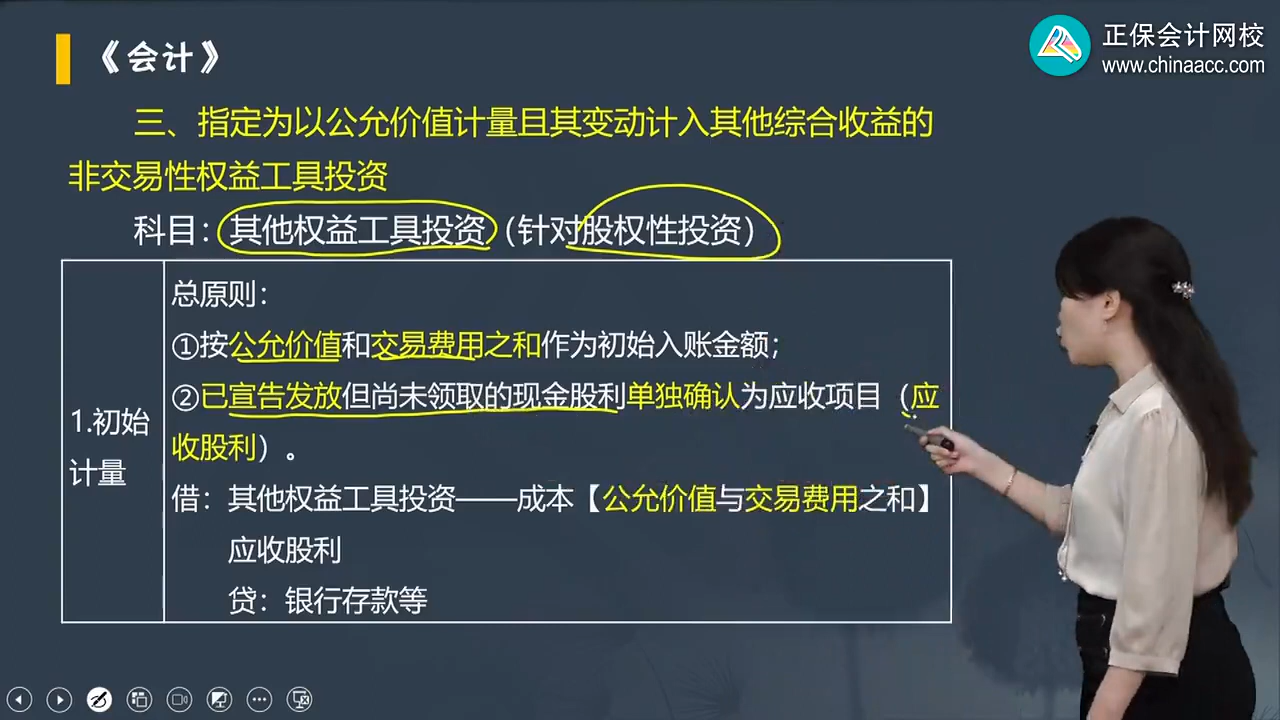 《会计》
正保会计网校
www.chinaacc.com
三、指定为以公允价值计量且其变动计入其他综合收益的
非交易性权益工具投资
科目：其他权益工具投资（针对股权性投资）
1.初始
计量
总原则：
①按公允价值和交易费用之和作为初始入账金额；
②已宣告发放但尚未领取的现金股利单独确认为应收项目（应
收股利）。
借：其他权益工具投资——成本【公允价值与交易费用之和】
应收股利
贷：银行存款等